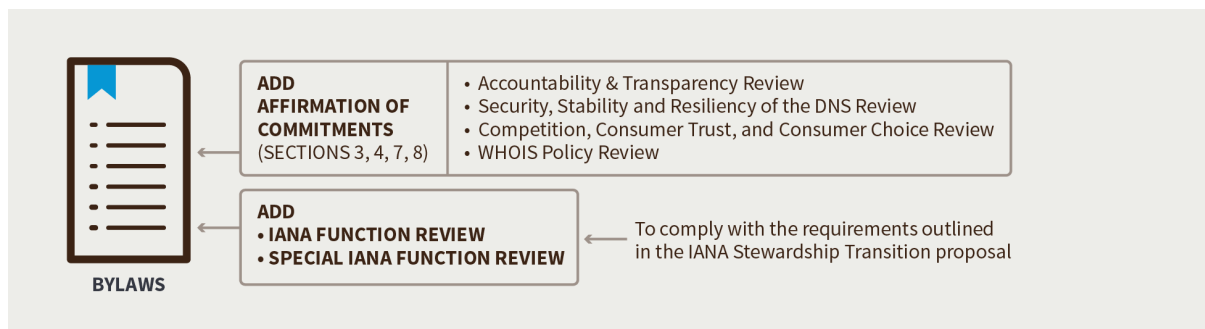 ADD
AFFIRMATION OF
COMMITMENTS
(SECTIONS 3, 4, 7, 8)
• Accountability & Transparency Review
• Security, Stability and Resiliency of the DNS Review
• Competition, Consumer Trust, and Consumer Choice Review
• WHOIS Policy Review
ADD
• IANA FUNCTION REVIEW
• SPECIAL IANA FUNCTION REVIEW
To comply with the requirements outlined
in the IANA Stewardship Transition proposal
BYLAWS